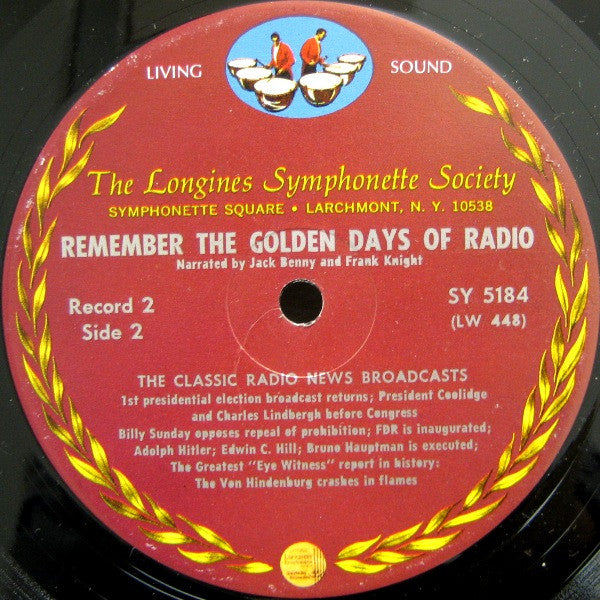 LIVING SOUND
The Longines Symphonette Society
SYMPHONETTE SQUARE • LARCHMONT, N. Y. 10538
REMEMBER THE GOLDEN DAYS OF RADIO
Narrated by Jack Benny and Frank Knight
Record 2
Side 2
SY 5184
(LW 448)
THE CLASSIC RADIO NEWS BROADCASTS
1st presidential election broadcast returns; President Coolidge
and Charles Lindbergh before Congress
Billy Sunday opposes repeal of prohibition; FDR is inaugurated;
Adolph Hitler; Edwin C. Hill; Bruno Hauptman is executed;
The Greatest "Eye Witness" report in history:
The Von Hindenburg crashes in flames